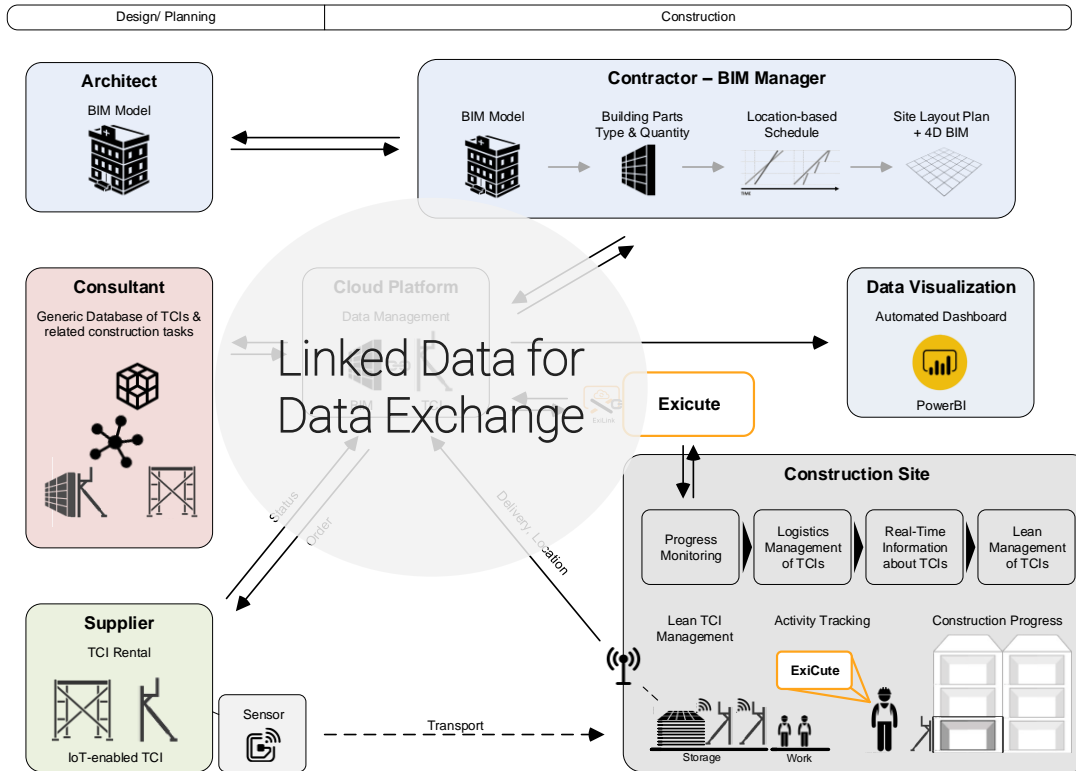 Design/ Planning
Construction
Architect
BIM Model
Contractor – BIM Manager
BIM Model
Building Parts
Type & Quantity
Location-based
Schedule
TIME
Site Layout Plan
+ 4D BIM
Consultant
Generic Database of TCIs &
related construction tasks
Cloud Platform
Data Management
BIM
TCI
Linked Data for
Data Exchange
ExiLink
Exicute
Data Visualization
Automated Dashboard
PowerBI
Status
Order
Delivery, Location
Construction Site
Progress
Monitoring
Logistics
Management
of TCIs
Real-Time
Information
about TCIs
Lean
Management
of TCIs
Lean TCI
Management
Activity Tracking
Construction Progress
ExiCute
Storage
Work
Supplier
TCI Rental
IoT-enabled TCI
Sensor
Transport